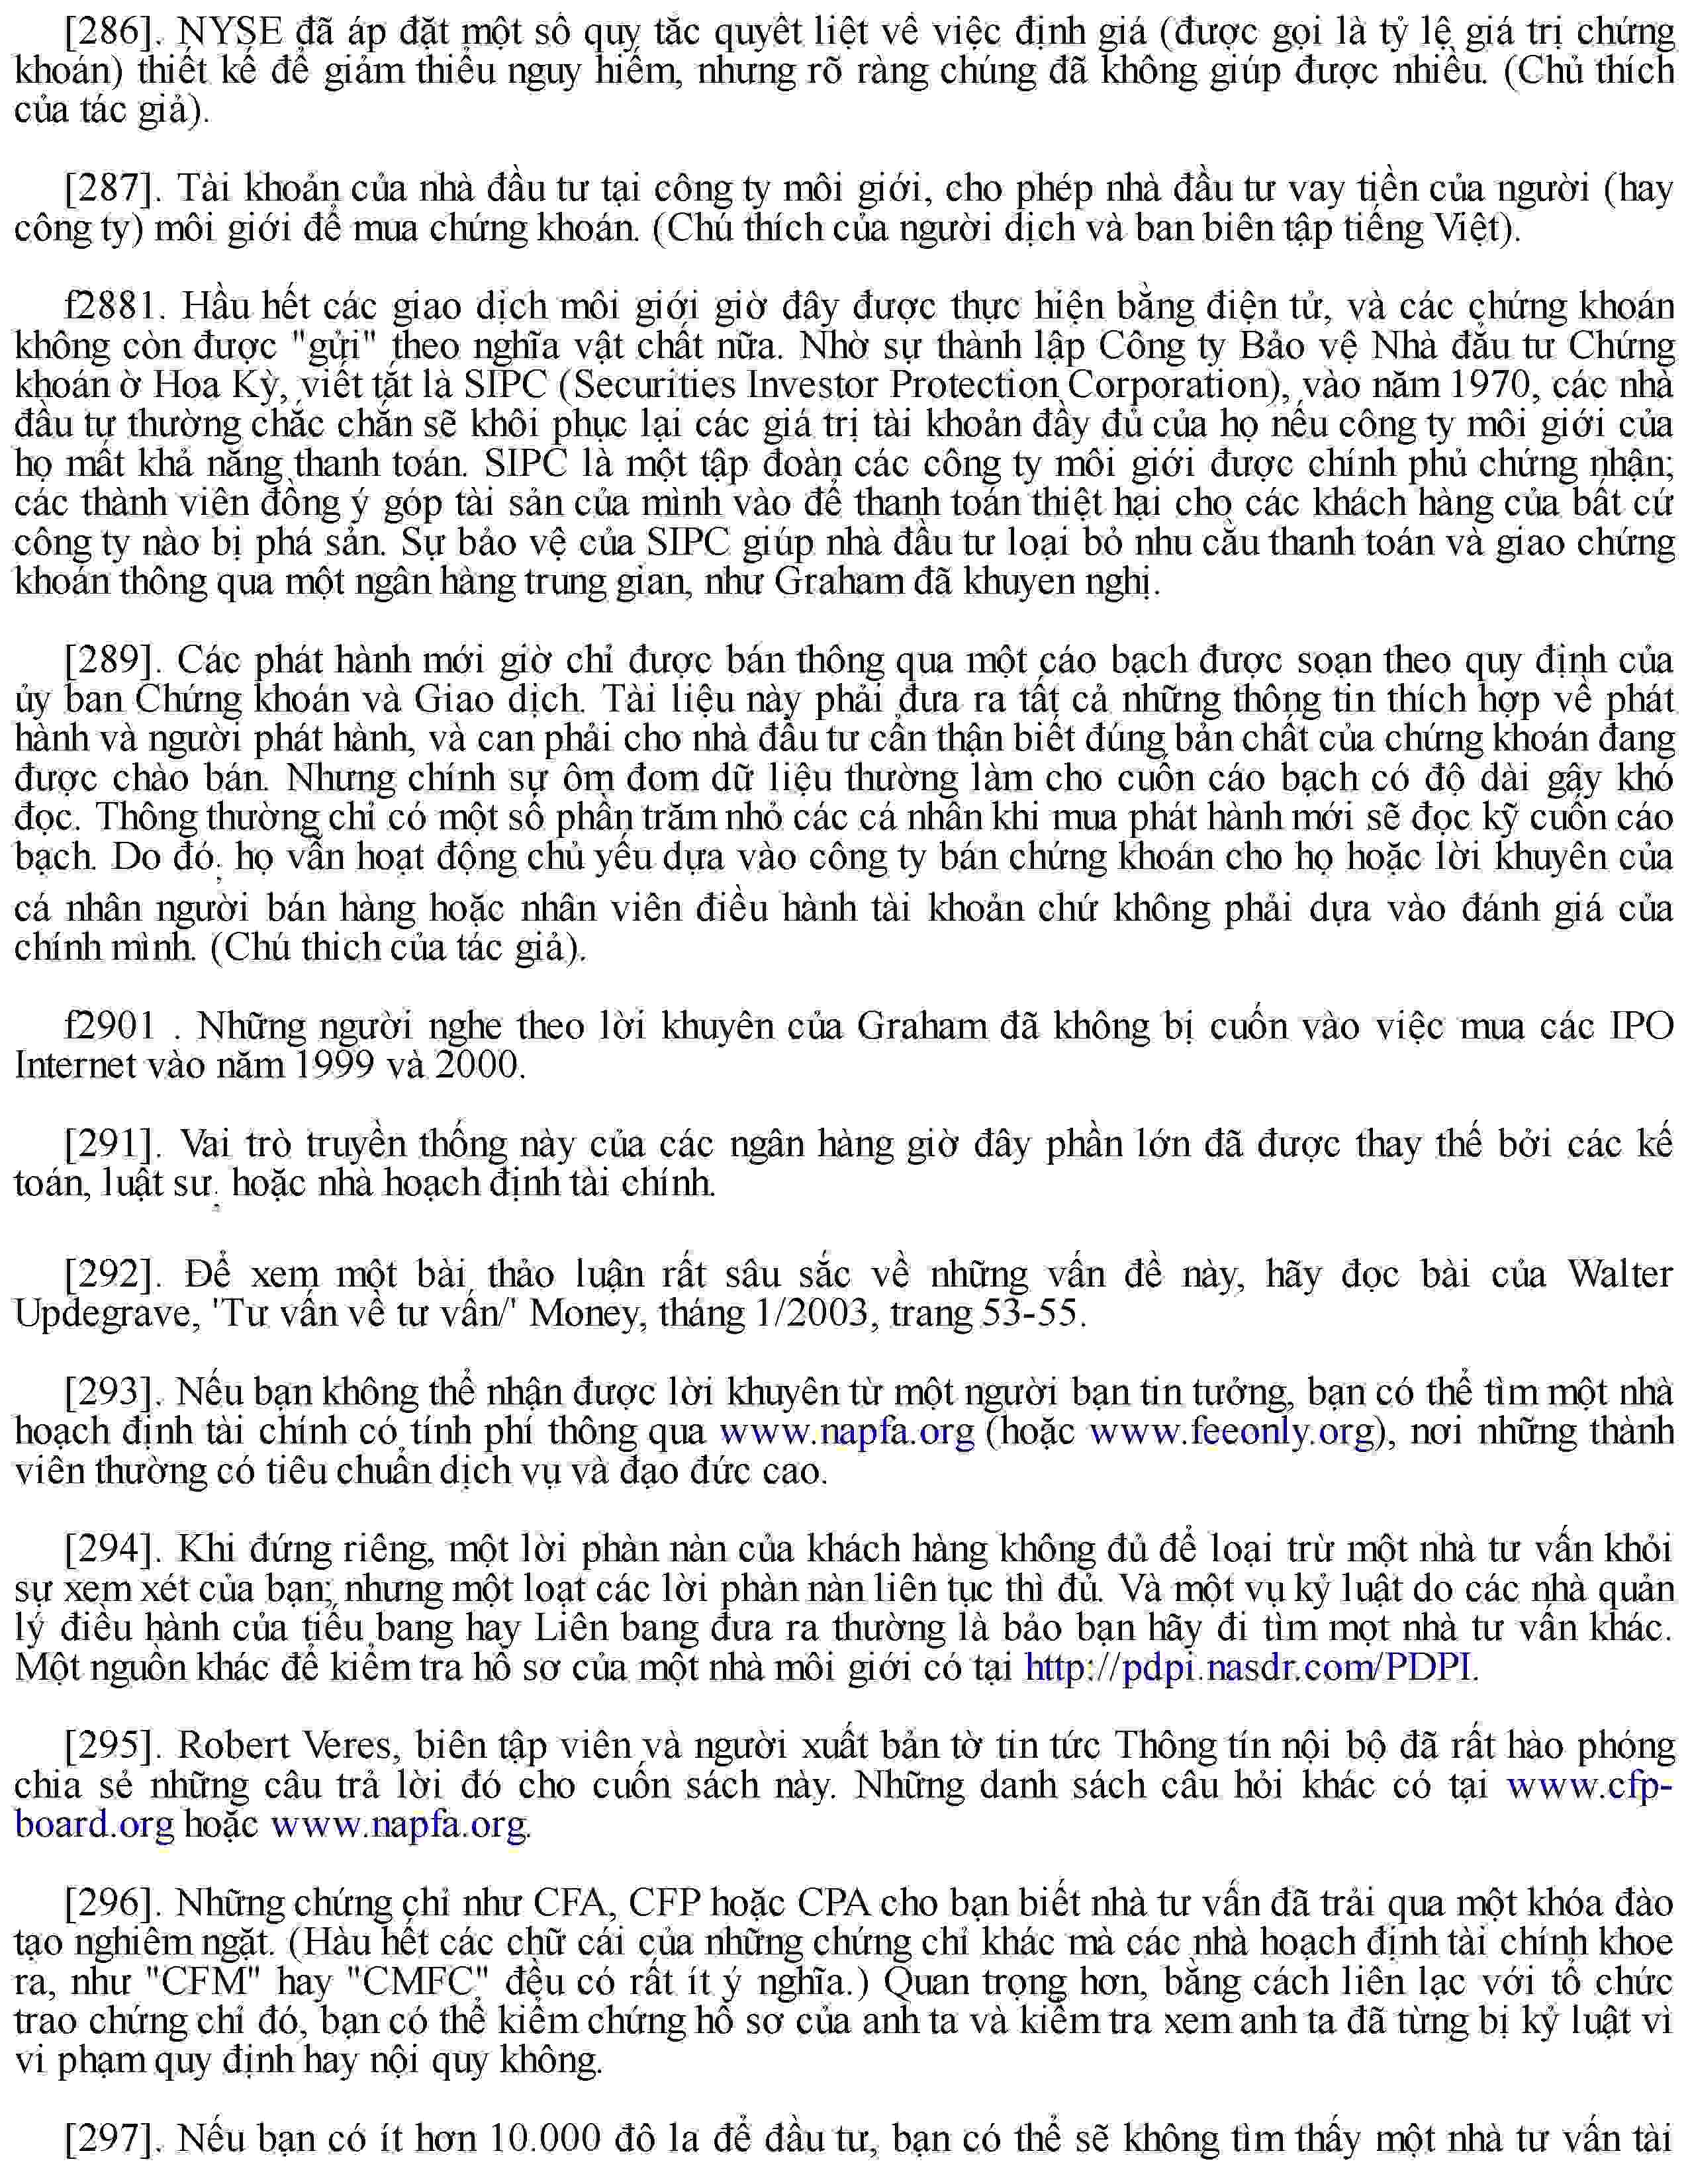 [286]. NYSE đã áp đặt một số quy tắc quyết liệt về việc định giá (được gọi là tỷ lệ giá trị chứng
khoán) thiết kế để giảm thiểu nguy hiểm, nhưng rõ ràng chúng đã không giúp được nhiều. (Chủ thích
của tác giả).
[287]. Tài khoản của nhà đầu tư tại công ty môi giới, cho phép nhà đầu tư vay tiền của người (hay
công ty) môi giới để mua chứng khoán. (Chú thích của người dịch và ban biên tập tiếng Việt).
f2881. Hầu hết các giao dịch môi giới giờ đây được thực hiện bằng điện tử, và các chứng khoán
không còn được "gửi" theo nghĩa vật chất nữa. Nhờ sự thành lập Công ty Bảo vệ Nhà đầu tư Chứng
khoán ờ Hoa Kỳ, viết tắt là SIPC (Securities Investor Protection Corporation), vào năm 1970, các nhà
đầu tư thường chắc chắn sẽ khôi phục lại các giá trị tài khoản đầy đủ của họ nếu công ty môi giới của
họ mất khả năng thanh toán. SIPC là một tập đoàn các công ty môi giới được chính phủ chứng nhận;
các thành viên đồng ý góp tài sản của mình vào để thanh toán thiệt hại cho các khách hàng của bất cứ
công ty nào bị phá sản. Sự bảo vệ của SIPC giúp nhà đầu tư loại bỏ nhu cầu thanh toán và giao chứng
khoán thông qua một ngân hàng trung gian, như Graham đã khuyen nghị.
[289]. Các phát hành mới giờ chỉ được bán thông qua một cáo bạch được soạn theo quy định của
ủy ban Chứng khoán và Giao dịch. Tài liệu này phải đưa ra tất cả những thông tin thích hợp về phát
hành và người phát hành, và can phải cho nhà đầu tư cẩn thận biết đúng bản chất của chứng khoán đang
được chào bán. Nhưng chính sự ôm đom dữ liệu thường làm cho cuốn cáo bạch có độ dài gây khó
đọc. Thông thường chỉ có một số phần trăm nhỏ các cá nhân khi mua phát hành mới sẽ đọc kỹ cuốn cáo
bạch. Do đó, họ vẫn hoạt động chủ yếu dựa vào công ty bán chứng khoán cho họ hoặc lời khuyên của
cá nhân người bán hàng hoặc nhân viên điều hành tài khoản chứ không phải dựa vào đánh giá của
chính mình. (Chú thich của tác giả).
f2901 . Những người nghe theo lời khuyên của Graham đã không bị cuốn vào việc mua các IPO
Internet vào năm 1999 và 2000.
[291]. Vai trò truyền thống này của các ngân hàng giờ đây phần lớn đã được thay thế bởi các kế
toán, luật sư, hoặc nhà hoạch định tài chính.
[292]. Để xem một bài thảo luận rất sâu sắc về những vấn đề này, hãy đọc bài của Walter
Updegrave, 'Tư vấn về tư vấn/' Money, tháng 1/2003, trang 53-55.
[293]. Nếu bạn không thể nhận được lời khuyên từ một người bạn tin tưởng, bạn có thể tìm một nhà
hoạch định tài chính có tính phí thông qua www.napfa.org (hoặc www.feeonly.org), nơi những thành
viên thường có tiêu chuẩn dịch vụ và đạo đức cao.
[294]. Khi đứng riêng, một lời phàn nàn của khách hàng không đủ để loại trừ một nhà tư vấn khỏi
sự xem xét của bạn; nhưng một loạt các lời phàn nàn liên tục thì đủ. Và một vụ kỷ luật do các nhà quản
lý điều hành của tiểu bang hay Liên bang đưa ra thường là bảo bạn hãy đi tìm mọt nhà tư vấn khác.
Một nguồn khác để kiểm tra hồ sơ của một nhà môi giới có tại http://pdpi.nasdr.com/PDPI.
[295]. Robert Veres, biên tập viên và người xuất bản tờ tin tức Thông tín nội bộ đã rất hào phóng
chia sẻ những câu trả lời đó cho cuốn sách này. Những danh sách câu hỏi khác có tại www.cfp-
board.org hoặc www.napfa.org.
[296]. Những chứng chỉ như CFA, CFP hoặc CPA cho bạn biết nhà tư vấn đã trải qua một khóa đào
tạo nghiêm ngặt. (Hàu hết các chữ cái của những chứng chỉ khác mà các nhà hoạch định tài chính khoe
ra, như "CFM" hay "CMFC" đều có rất ít ý nghĩa.) Quan trọng hơn, bằng cách liên lạc với tổ chức
trao chứng chỉ đó, bạn có thể kiểm chứng hồ sơ của anh ta và kiểm tra xem anh ta đã từng bị kỷ luật vì
vi phạm quy định hay nội quy không.
[297]. Nếu bạn có ít hơn 10.000 đô la để đầu tư, bạn có thể sẽ không tìm thấy một nhà tư vấn tài